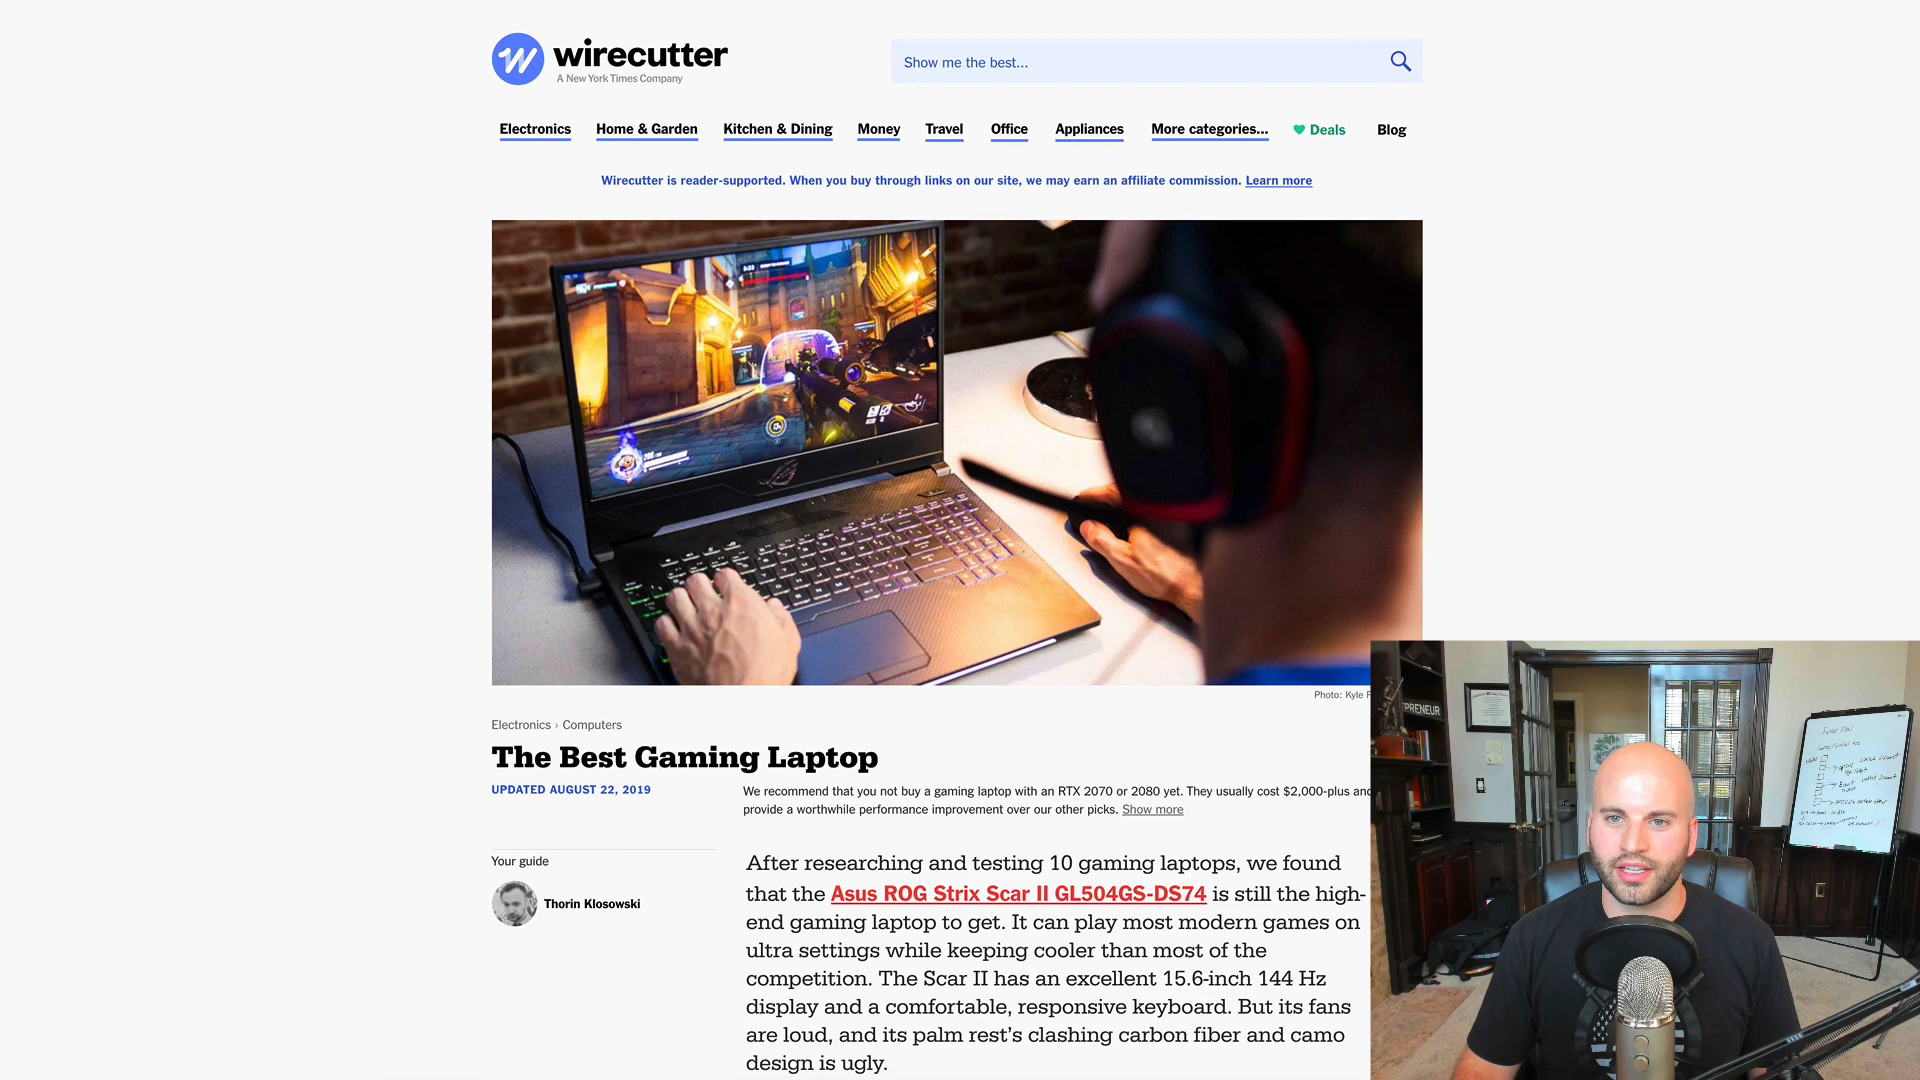 wirecutter
A New York Times Company
Show me the best...
Electronics Home & Garden Kitchen & Dining Money Travel Office Appliances More categories... Deals Blog
Wirecutter is reader-supported. When you buy through links on our site, we may earn an affiliate commission. Learn more
Photo: Kyle
PRENEUR
Electronics › Computers
The Best Gaming Laptop
UPDATED AUGUST 22, 2019
We recommend that you not buy a gaming laptop with an RTX 2070 or 2080 yet. They usually cost $2,000-plus and
provide a worthwhile performance improvement over our other picks. Show more
Your guide
Thorin Klosowski
After researching and testing 10 gaming laptops, we found
that the Asus ROG Strix Scar II GL504GS-DS74 is still the high-
end gaming laptop to get. It can play most modern games on
ultra settings while keeping cooler than most of the
competition. The Scar II has an excellent 15.6-inch 144 Hz
display and a comfortable, responsive keyboard. But its fans
are loud, and its palm rest’s clashing carbon fiber and camo
design is ugly.